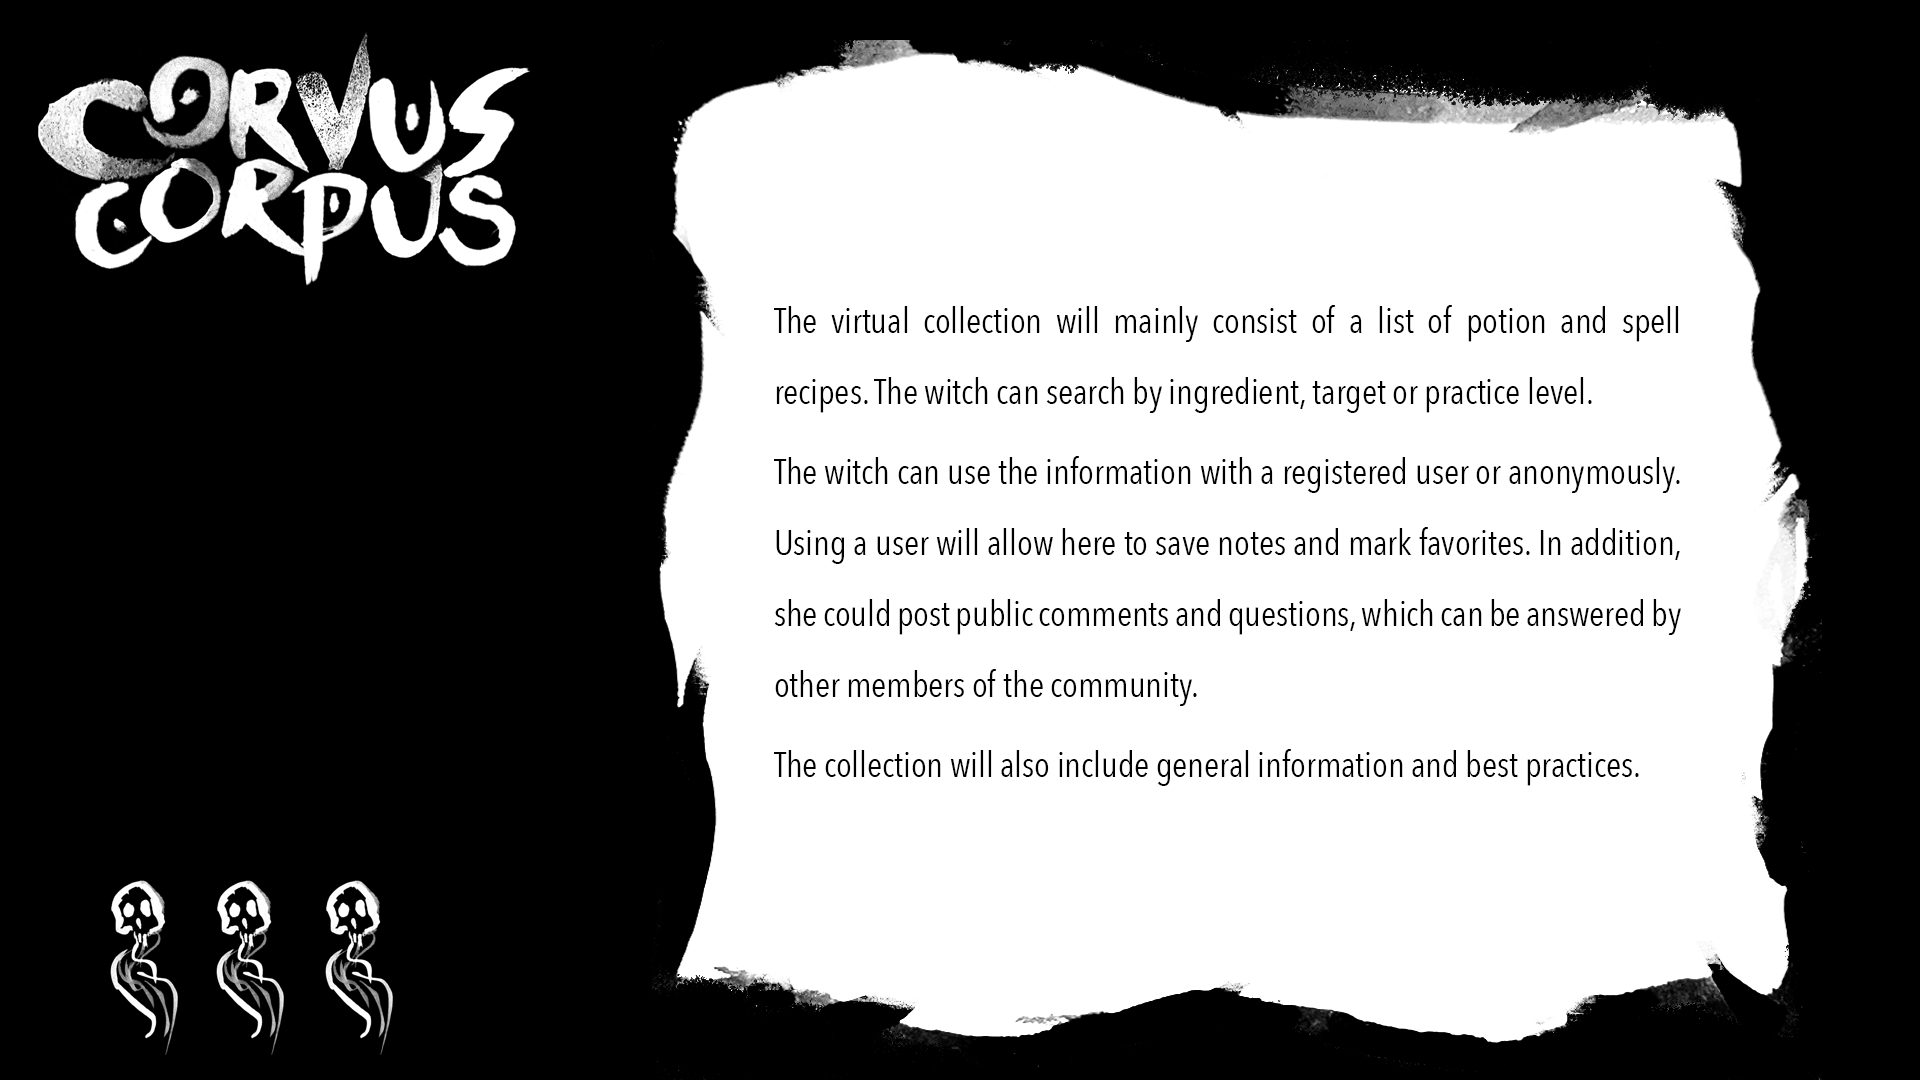 CORVUS
CORPUS
The virtual collection will mainly consist of a list of potion and spell
recipes. The witch can search by ingredient, target or practice level.
The witch can use the information with a registered user or anonymously.
Using a user will allow here to save notes and mark favorites. In addition,
she could post public comments and questions, which can be answered by
other members of the community.
The collection will also include general information and best practices.